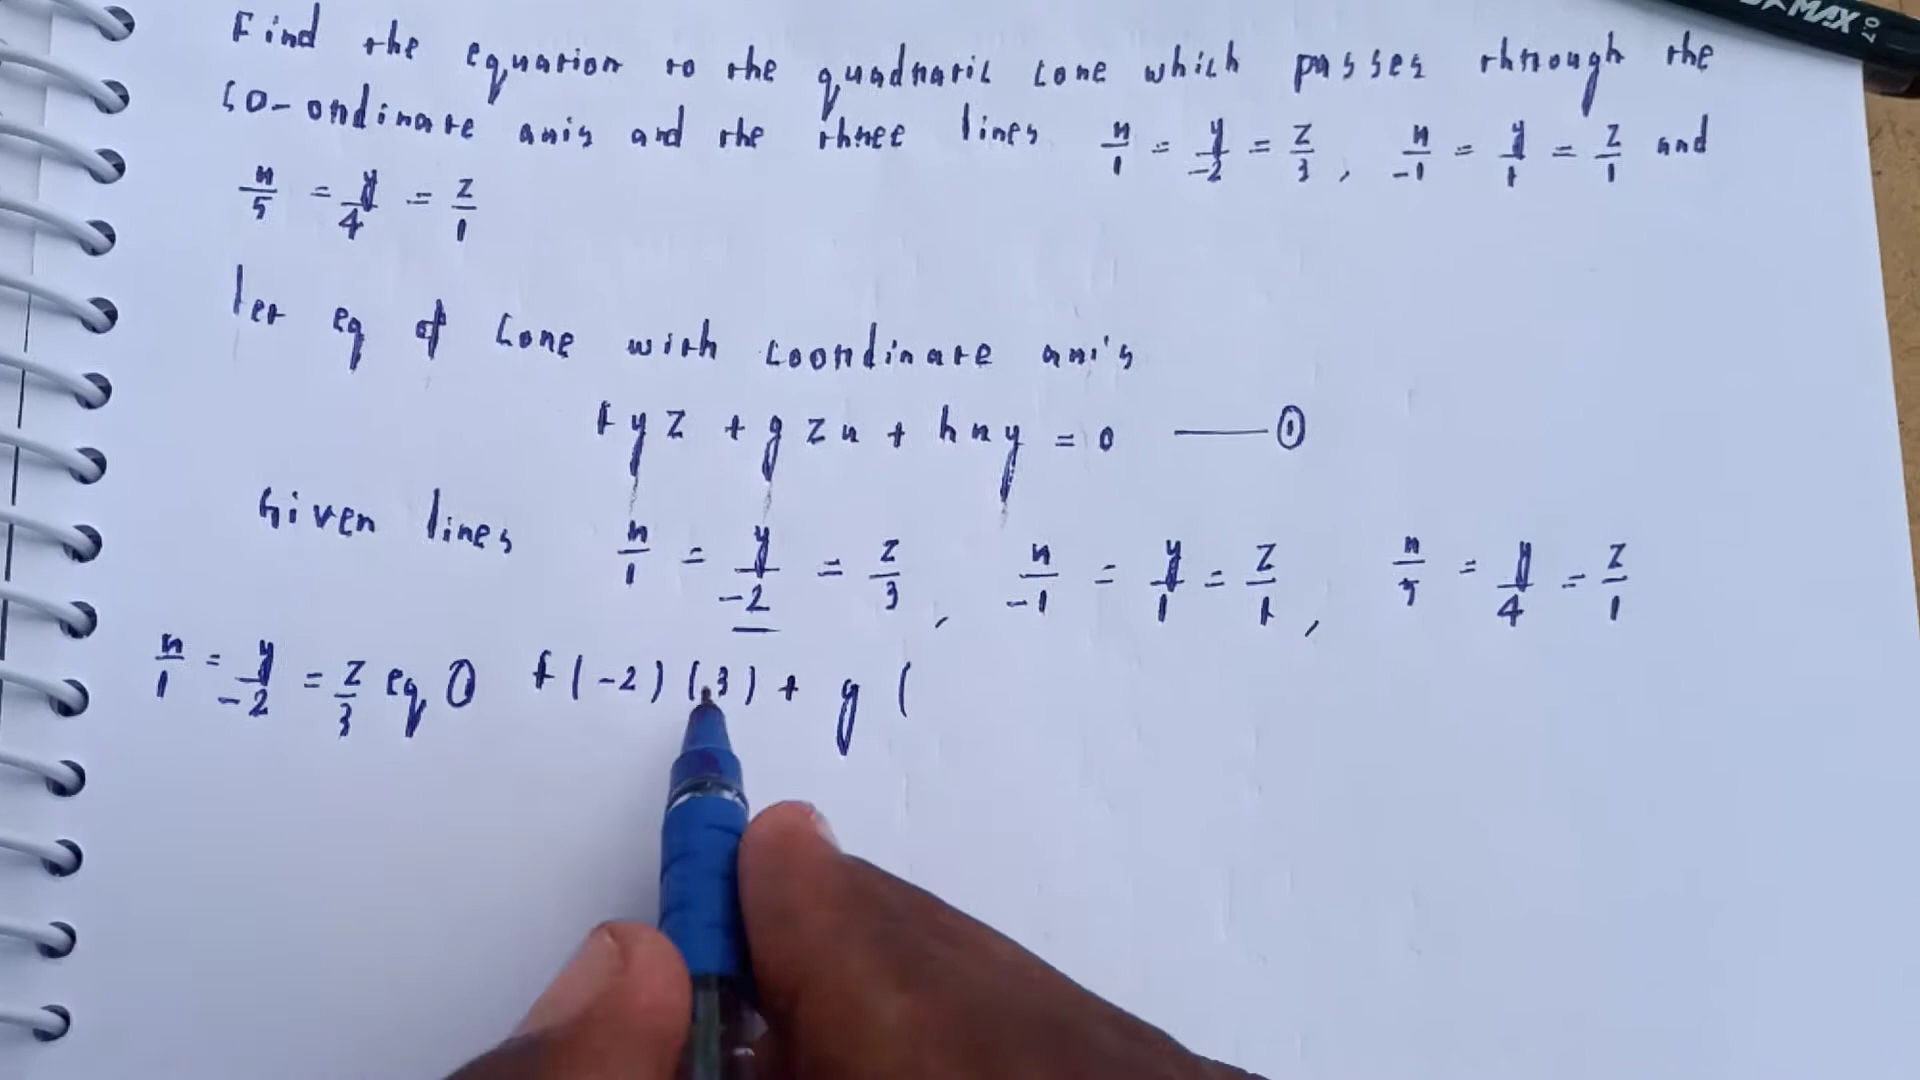 MAX 0.7
Find the equation to the quadratic cone which passes through the
co-ordinate axis and the three lines x/1 = y/-2 = z/3, x/-1 = y/1 = z/1 and
x/5 = y/4 = z/1
let eq of cone with coordinate axis
fyz + gzx + hxy = 0 —— ①
Given lines x/1 = y/-2 = z/3, x/-1 = y/1 = z/1, x/5 = y/4 = z/1
x/1 = y/-2 = z/3 eq ① f(-2)(3) + g(